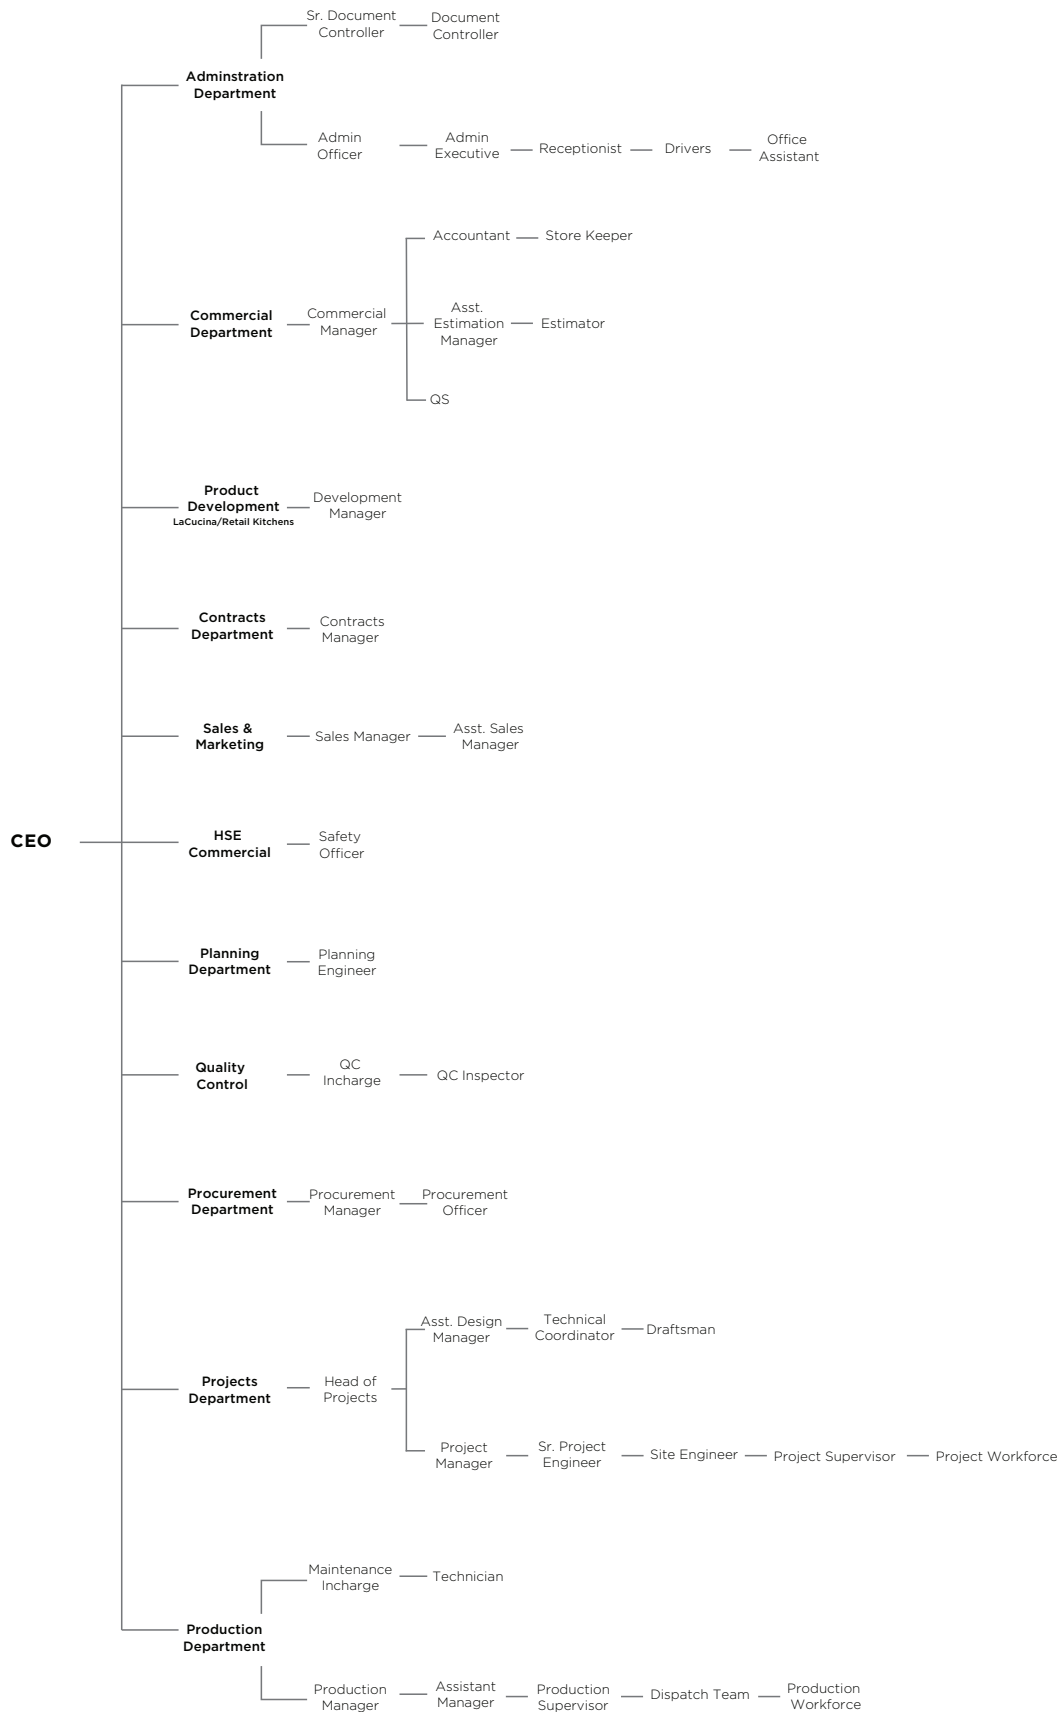 Sr. Document
Controller
Document
Controller
Adminstration
Department
Admin
Officer
Admin
Executive
Receptionist
Drivers
Office
Assistant
Accountant
Store Keeper
Commercial
Department
Commercial
Manager
Asst.
Estimation
Manager
Estimator
QS
Product
Development
LaCucina/Retail Kitchens
Development
Manager
Contracts
Department
Contracts
Manager
Sales &
Marketing
Sales Manager
Asst. Sales
Manager
CEO
HSE
Commercial
Safety
Officer
Planning
Department
Planning
Engineer
Quality
Control
QC
Incharge
QC Inspector
Procurement
Department
Procurement
Manager
Procurement
Officer
Asst. Design
Manager
Technical
Coordinator
Draftsman
Projects
Department
Head of
Projects
Project
Manager
Sr. Project
Engineer
Site Engineer
Project Supervisor
Project Workforce
Maintenance
Incharge
Technician
Production
Department
Production
Manager
Assistant
Manager
Production
Supervisor
Dispatch Team
Production
Workforce